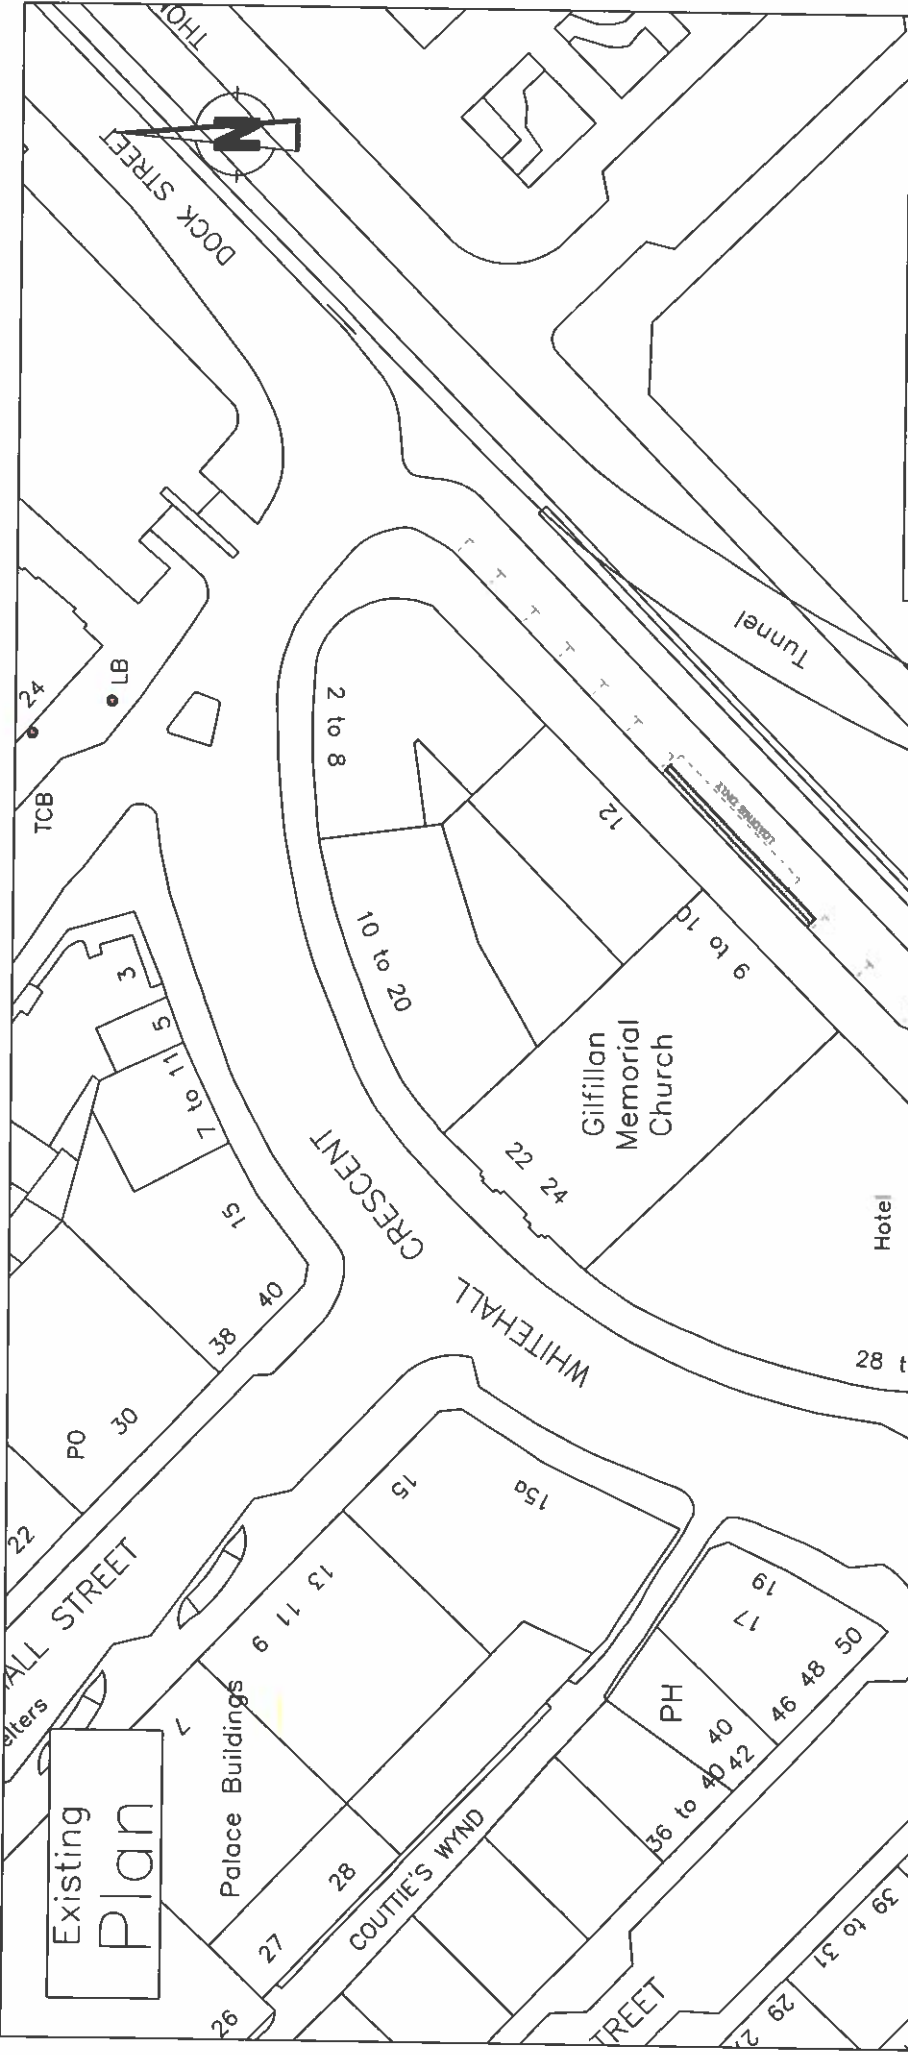 Existing
Plan
N
THO
DOCK STREET
24
LB
TCB
2 to 8
12
Tunnel
10 to 20
9 to 10
3
5
7 to 11
15
Gilfillan
Memorial
Church
22
24
WHITEHALL CRESCENT
Hotel
28 t
40
38
30
PO
22
ALL STREET
elters
15
15a
13
11
9
7
Palace Buildings
19
17
50
48
46
PH
40
42
36 to 40
28
27
26
COUTTIE'S WYND
TREET
39 to 31
29